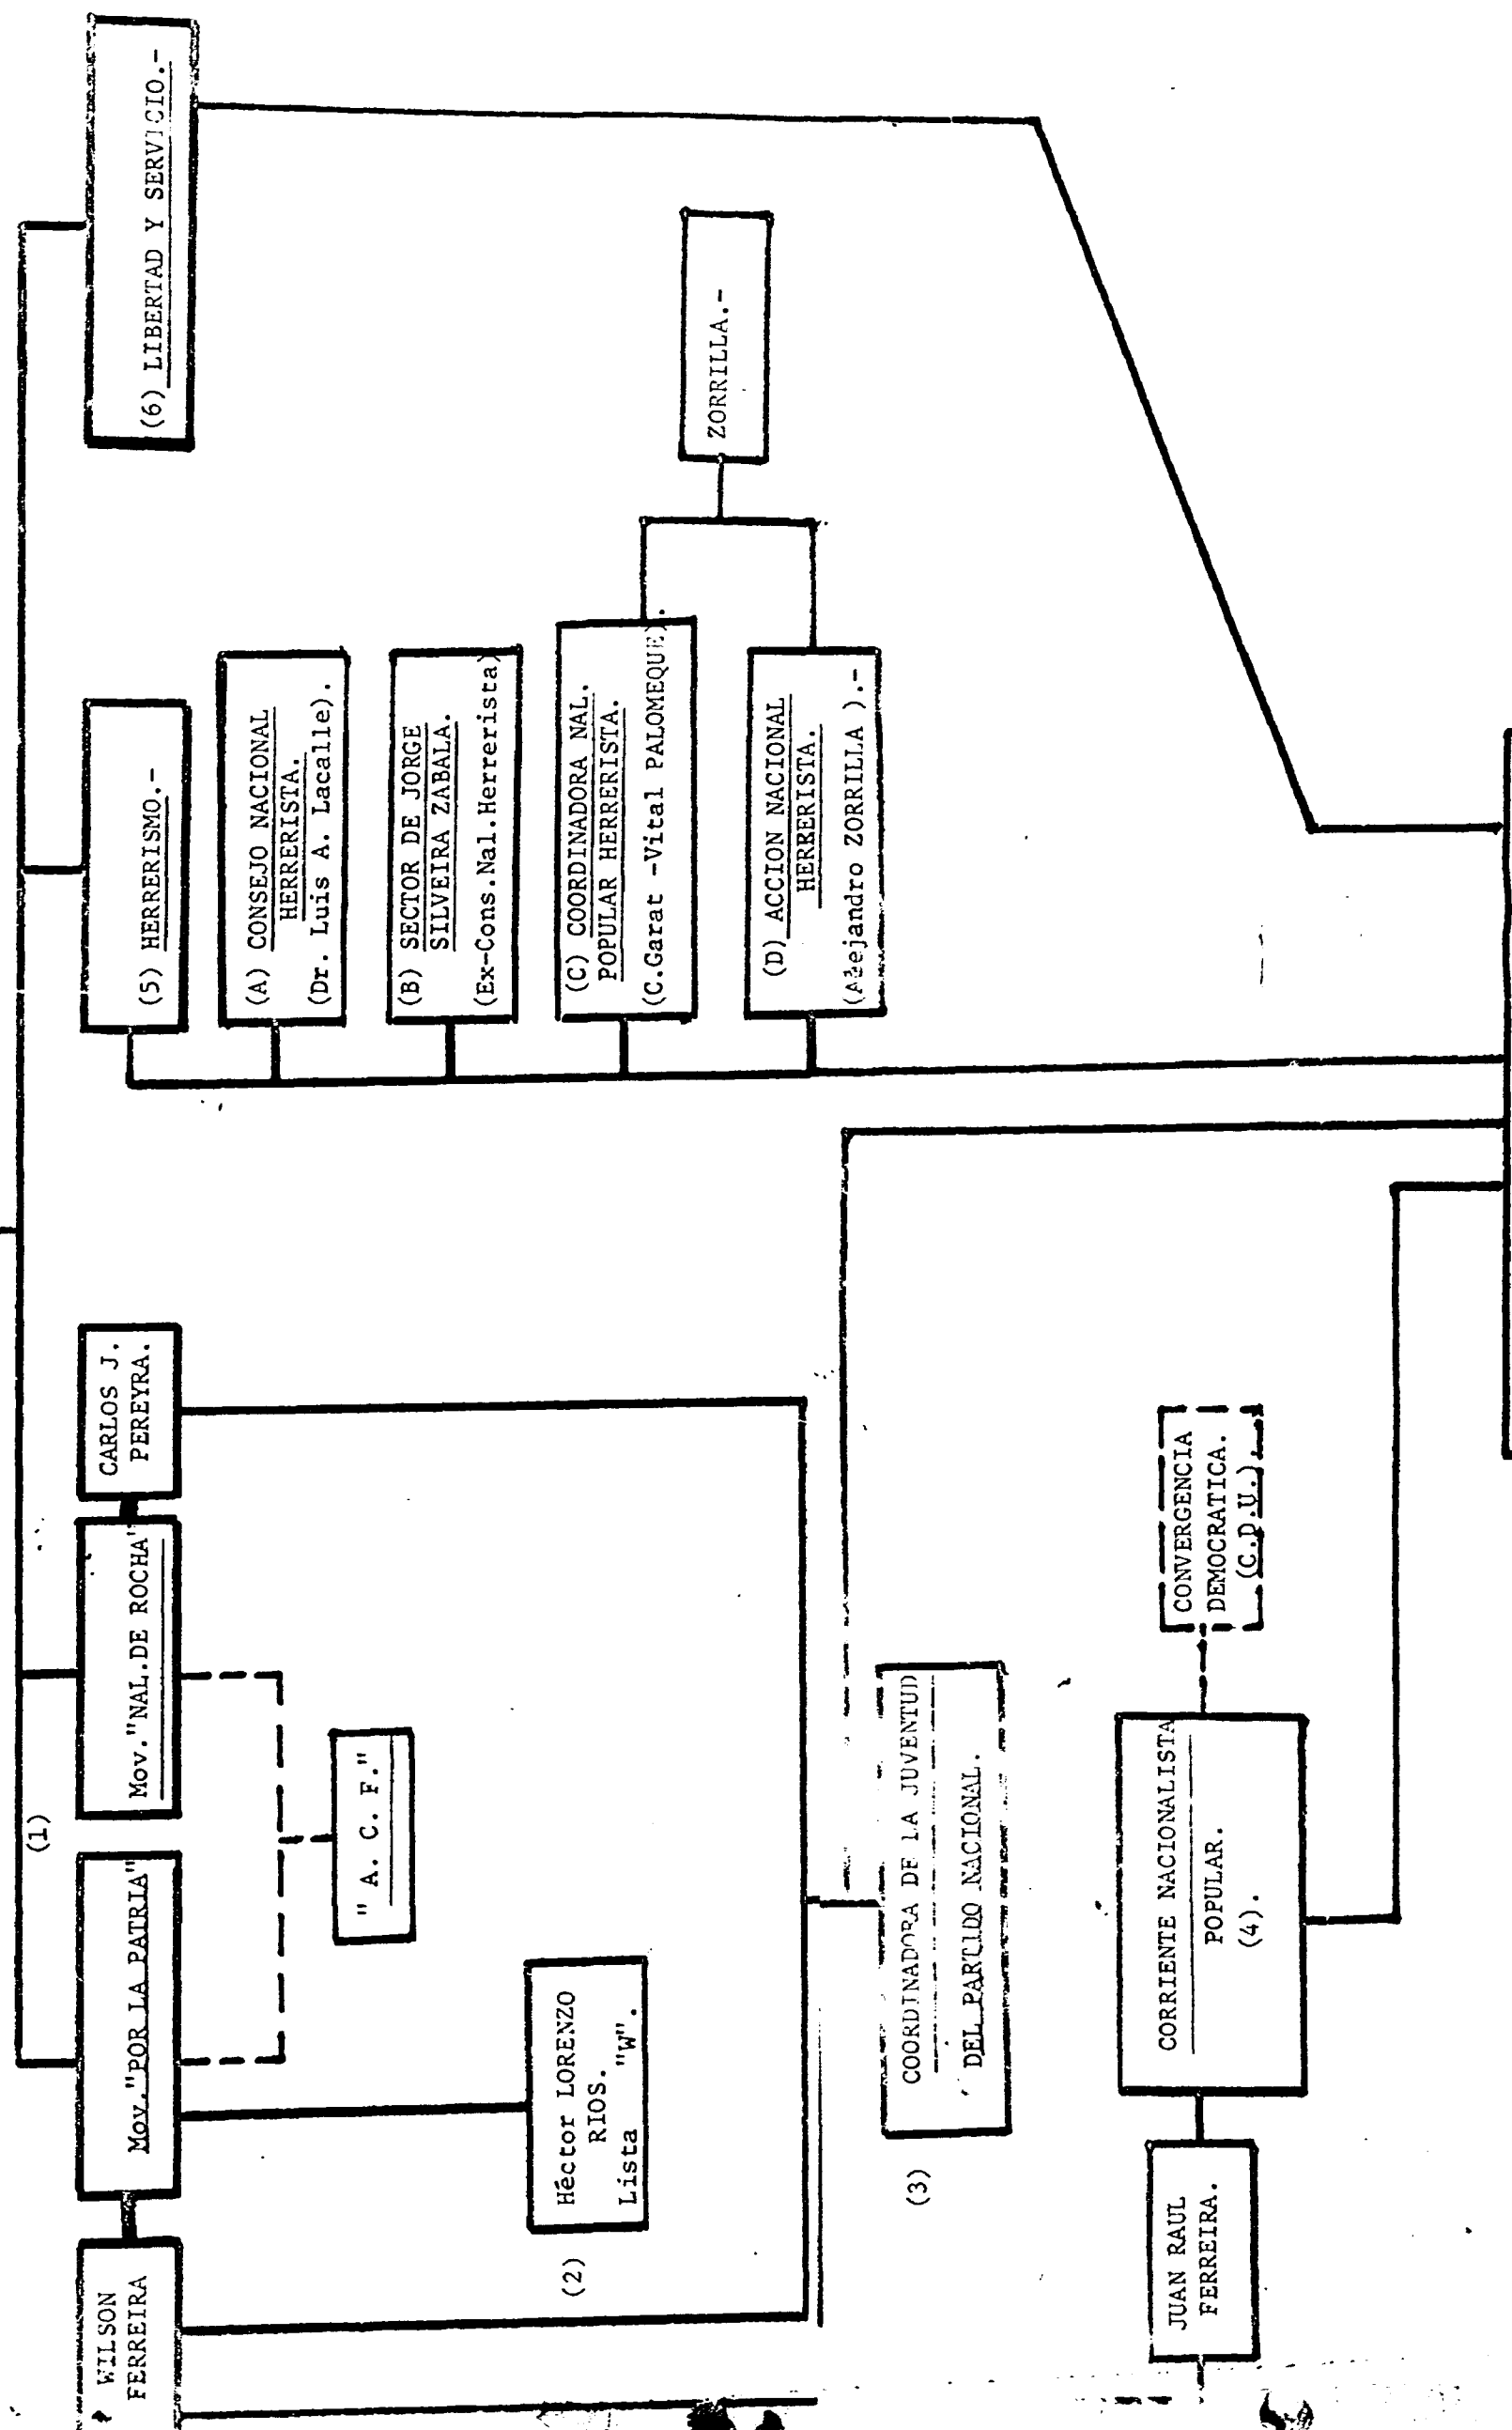 (1)
WILSON
FERREIRA
Mov."POR LA PATRIA"
Mov."NAL.DE ROCHA"
CARLOS J.
PEREYRA.
" A. C. F."
(2)
Héctor LORENZO
RIOS.
Lista "W".
(3)
COORDINADORA DE LA JUVENTUD
DEL PARTIDO NACIONAL.
JUAN RAUL
FERREIRA.
CORRIENTE NACIONALISTA
POPULAR.
(4).
CONVERGENCIA
DEMOCRATICA.
(C.D.U.).
(5) HERRERISMO.-
(A) CONSEJO NACIONAL
HERRERISTA.
(Dr. Luis A. Lacalle).
(B) SECTOR DE JORGE
SILVEIRA ZABALA.
(Ex-Cons.Nal.Herrerista)
(C) COORDINADORA NAL.
POPULAR HERRERISTA.
(C.Garat -Vital PALOMEQUE).
(D) ACCION NACIONAL
HERRERISTA.
(Alejandro ZORRILLA ).-
ZORRILLA.-
(6) LIBERTAD Y SERVICIO.-